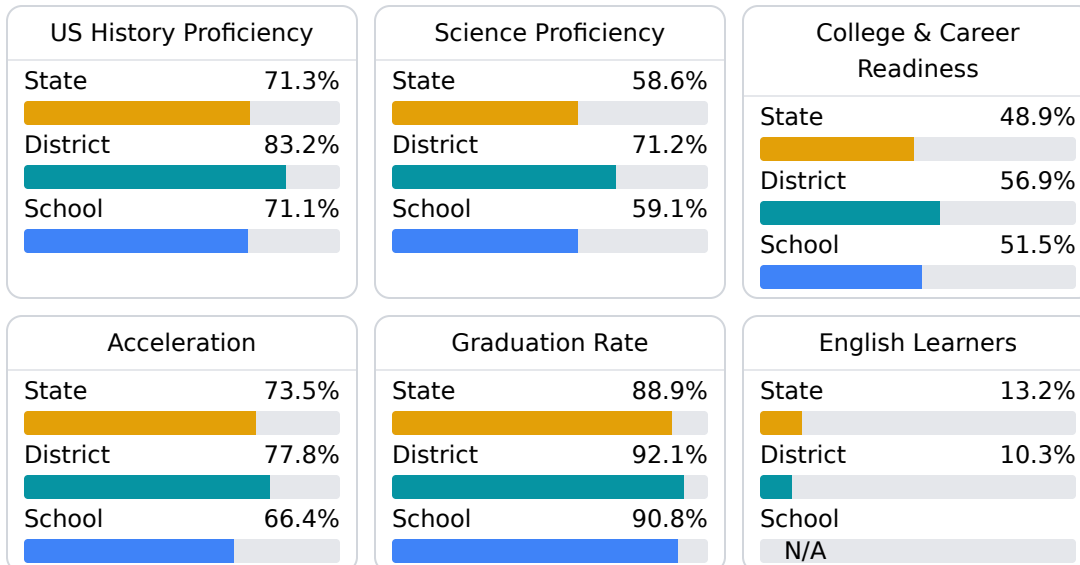 US History Proficiency
State 71.3%
District 83.2%
School 71.1%
Science Proficiency
State 58.6%
District 71.2%
School 59.1%
College & Career
Readiness
State 48.9%
District 56.9%
School 51.5%
Acceleration
State 73.5%
District 77.8%
School 66.4%
Graduation Rate
State 88.9%
District 92.1%
School 90.8%
English Learners
State 13.2%
District 10.3%
School
N/A